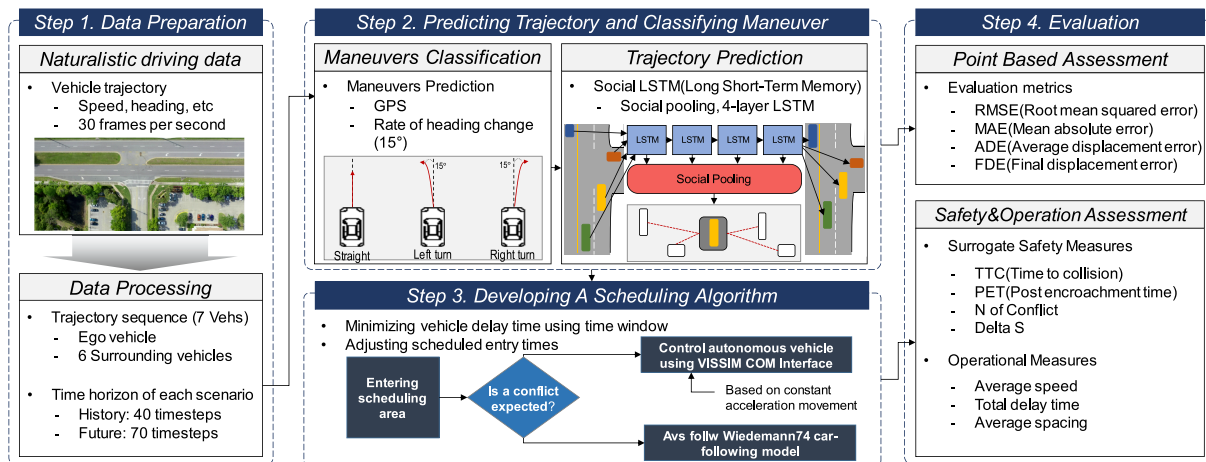 Step 1. Data Preparation
Naturalistic driving data
• Vehicle trajectory
- Speed, heading, etc
- 30 frames per second
Data Processing
• Trajectory sequence (7 Vehs)
- Ego vehicle
- 6 Surrounding vehicles
• Time horizon of each scenario
- History: 40 timesteps
- Future: 70 timesteps
Step 2. Predicting Trajectory and Classifying Maneuver
Maneuvers Classification
• Maneuvers Prediction
- GPS
- Rate of heading change
(15°)
15°
15°
Straight
Left turn
Right turn
Trajectory Prediction
• Social LSTM(Long Short-Term Memory)
- Social pooling, 4-layer LSTM
LSTM
LSTM
LSTM
LSTM
Social Pooling
Step 3. Developing A Scheduling Algorithm
• Minimizing vehicle delay time using time window
• Adjusting scheduled entry times
Entering
scheduling
area
Is a conflict
expected?
Control autonomous vehicle
using VISSIM COM Interface
Based on constant
acceleration movement
Avs follw Wiedemann74 car-
following model
Step 4. Evaluation
Point Based Assessment
• Evaluation metrics
- RMSE(Root mean squared error)
- MAE(Mean absolute error)
- ADE(Average displacement error)
- FDE(Final displacement error)
Safety&Operation Assessment
• Surrogate Safety Measures
- TTC(Time to collision)
- PET(Post encroachment time)
- N of Conflict
- Delta S
• Operational Measures
- Average speed
- Total delay time
- Average spacing